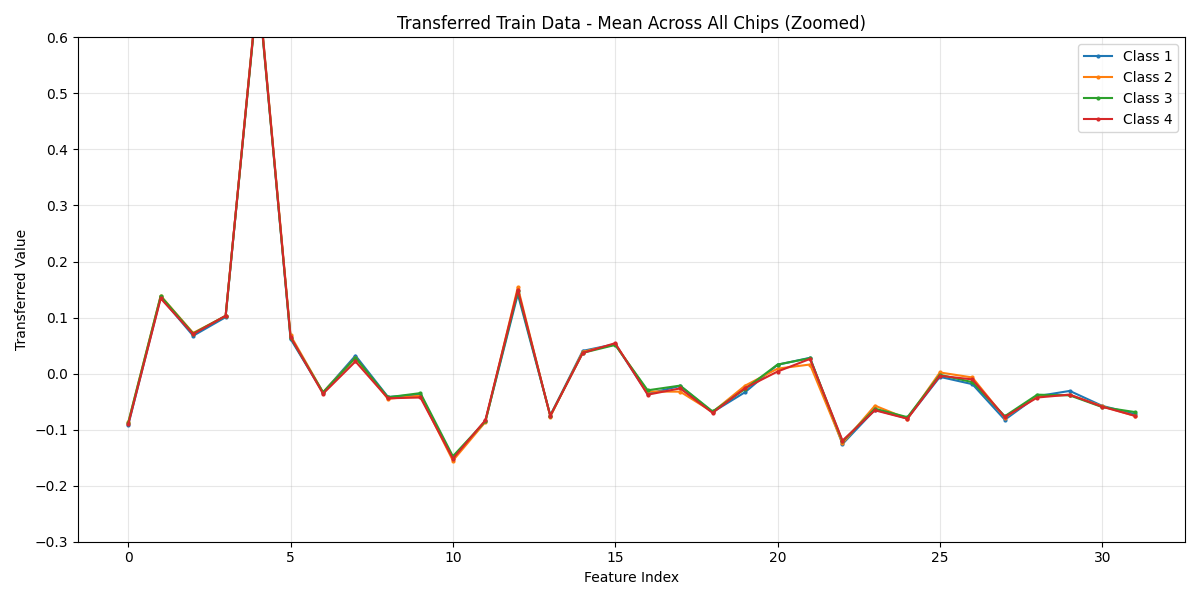 Transferred Train Data - Mean Across All Chips (Zoomed)
Transferred Value
0.6
0.5
0.4
0.3
0.2
0.1
0.0
−0.1
−0.2
−0.3
Class 1
Class 2
Class 3
Class 4
0 5 10 15 20 25 30
Feature Index